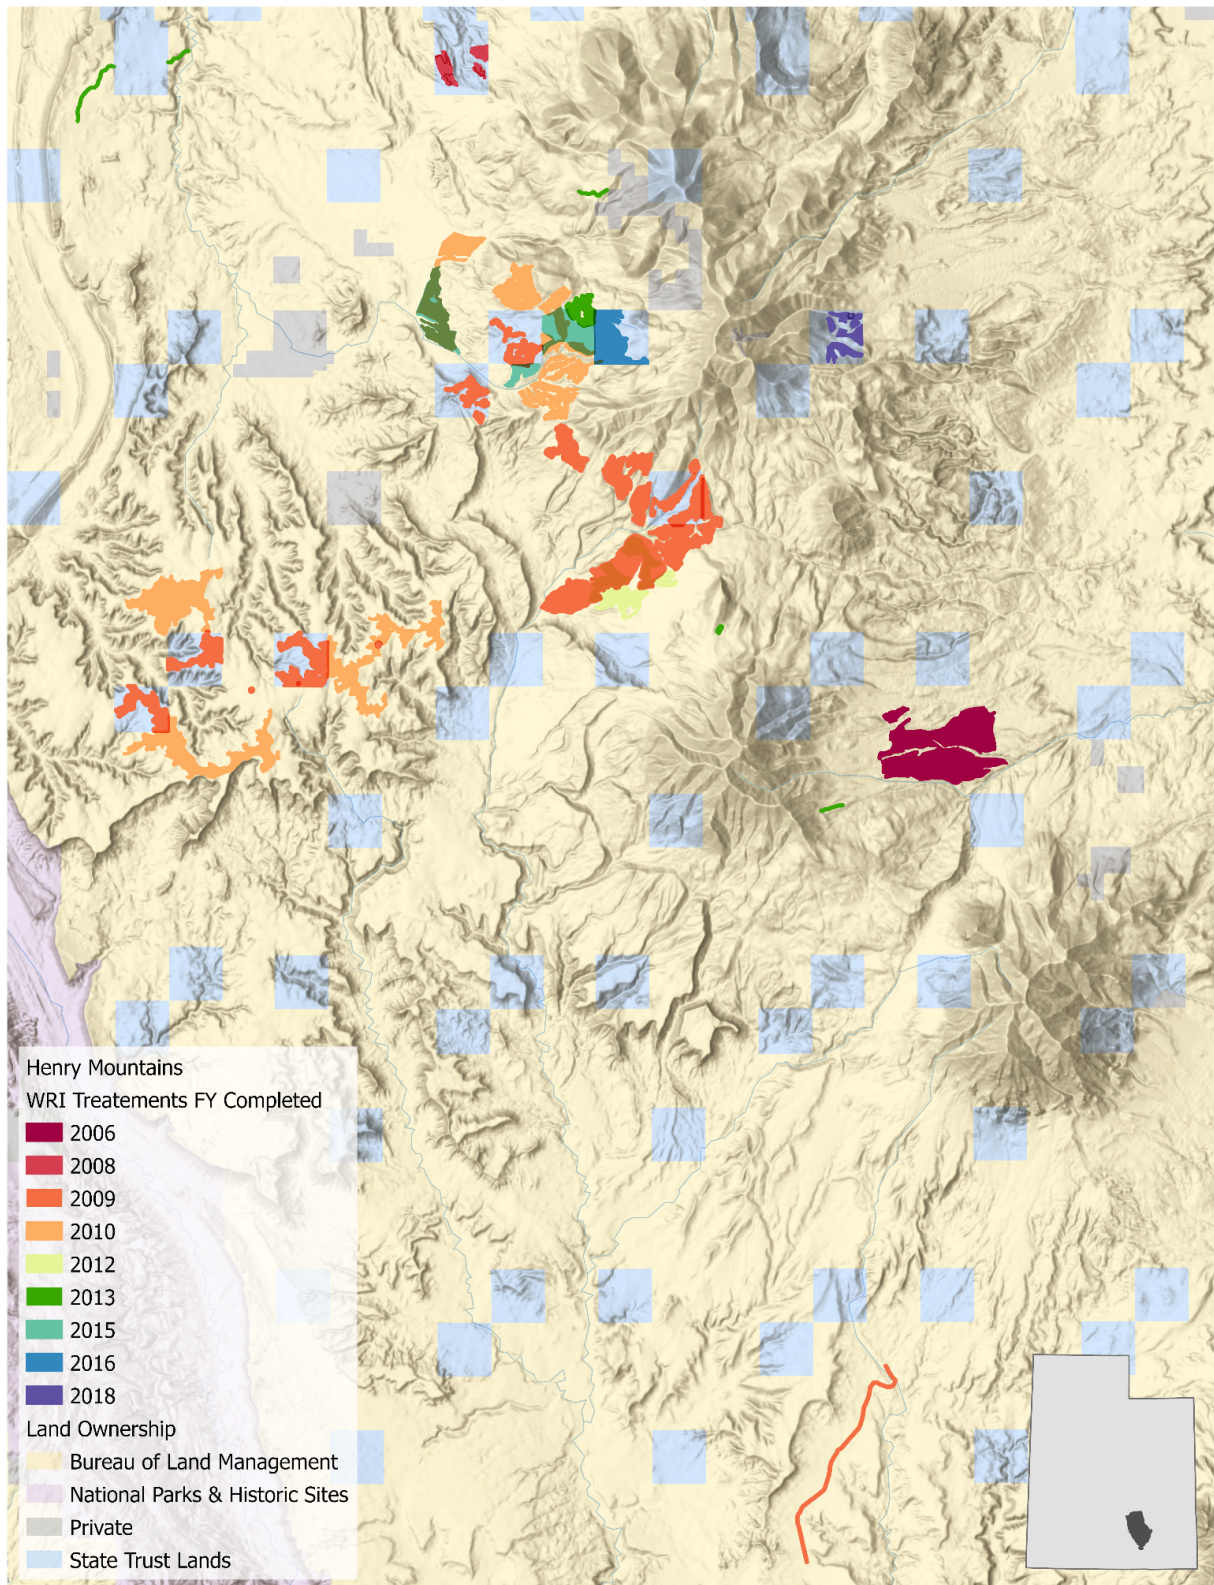 Henry Mountains
WRI Treatements FY Completed
2006
2008
2009
2010
2012
2013
2015
2016
2018
Land Ownership
Bureau of Land Management
National Parks & Historic Sites
Private
State Trust Lands